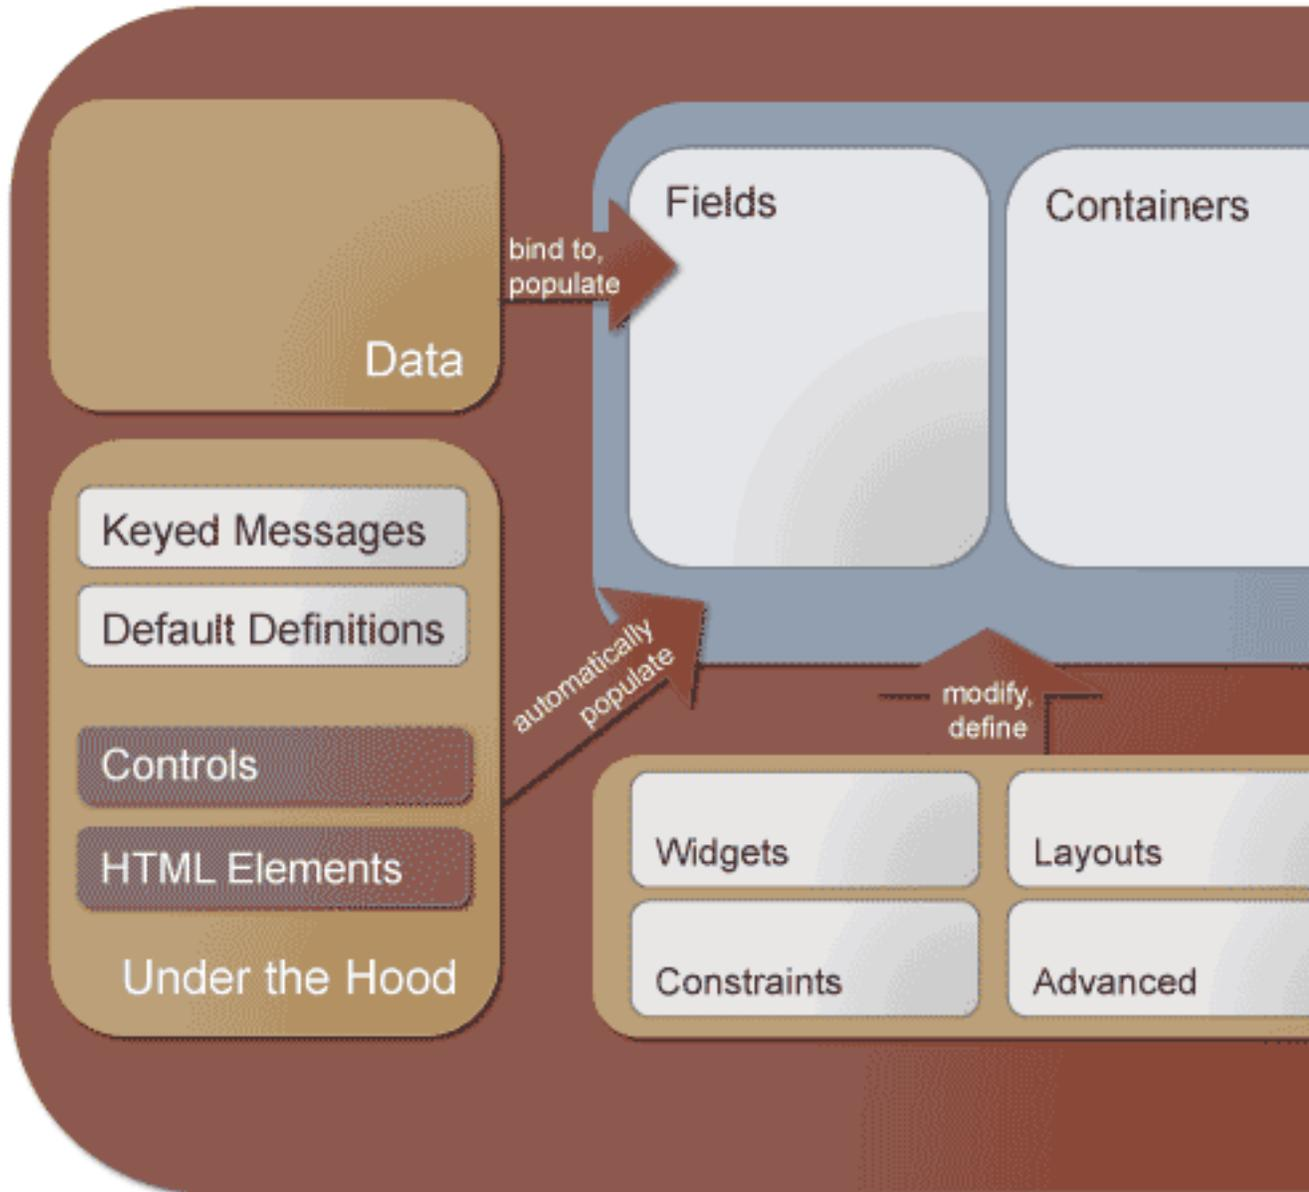 Data
bind to,
populate
Fields
Containers
Keyed Messages
Default Definitions
Controls
HTML Elements
Under the Hood
automatically
populate
modify,
define
Widgets
Layouts
Constraints
Advanced